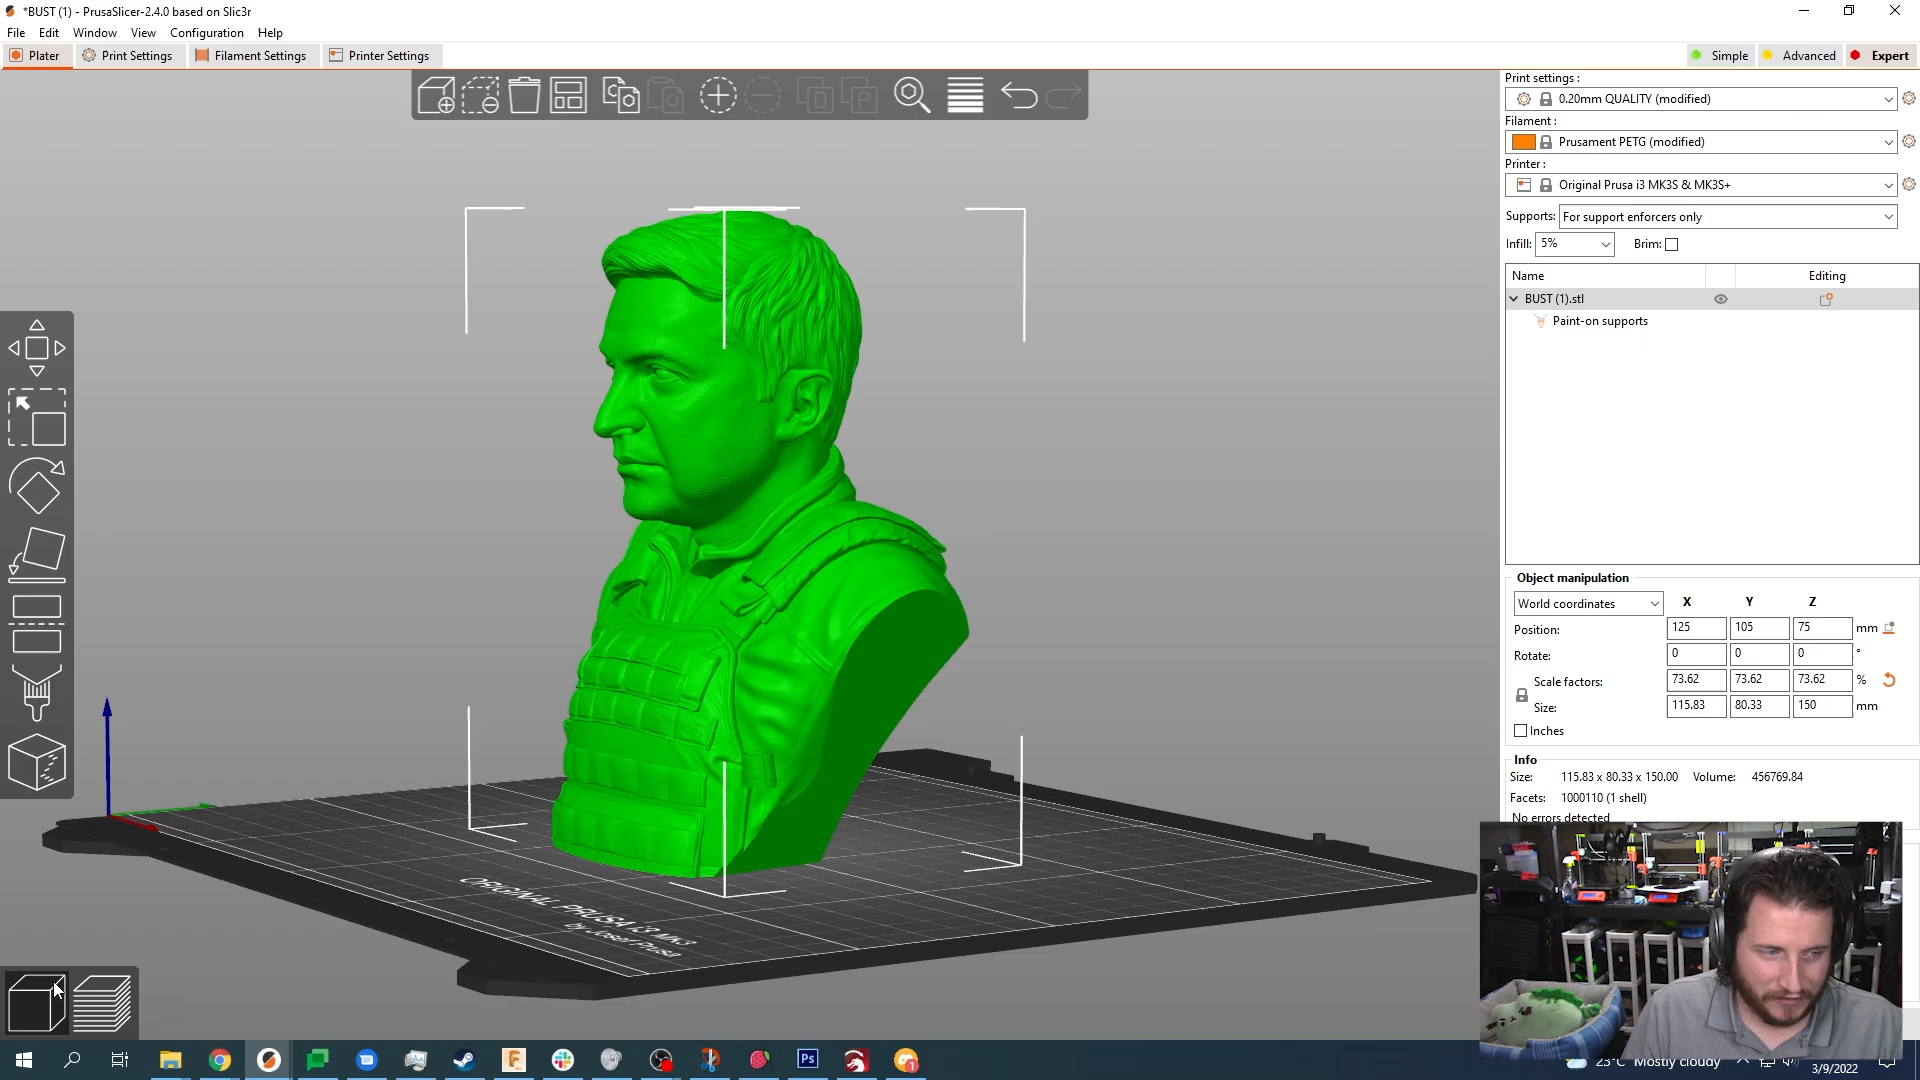 *BUST (1) - PrusaSlicer-2.4.0 based on Slic3r
File Edit Window View Configuration Help
Plater Print Settings Filament Settings Printer Settings Simple Advanced Expert
Print settings :
0.20mm QUALITY (modified)
Filament :
Prusament PETG (modified)
Printer :
Original Prusa i3 MK3S & MK3S+
Supports: For support enforcers only
Infill: 5% Brim:
Name Editing
BUST (1).stl
Paint-on supports
Object manipulation
World coordinates X Y Z
Position: 125 105 75 mm
Rotate: 0 0 0 °
Scale factors: 73.62 73.62 73.62 %
Size: 115.83 80.33 150 mm
Inches
Info
Size: 115.83 x 80.33 x 150.00 Volume: 456769.84
Facets: 1000110 (1 shell)
No errors detected
ORIGINAL PRUSA i3 MK3
by Josef Prusa
Ps
23°C Mostly cloudy
3/9/2022